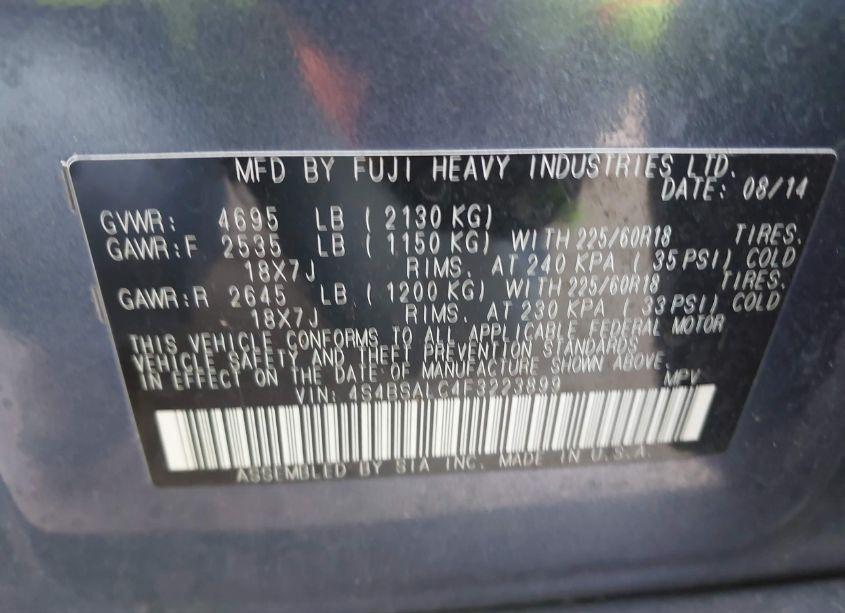 MFD BY FUJI HEAVY INDUSTRIES LTD.
DATE: 08/14
GVWR: 4695 LB ( 2130 KG)
GAWR:F 2535 LB ( 1150 KG) WITH 225/60R18 TIRES.
18X7J RIMS. AT 240 KPA ( 35 PSI) COLD
GAWR:R 2645 LB ( 1200 KG) WITH 225/60R18 TIRES.
18X7J RIMS. AT 230 KPA ( 33 PSI) COLD
THIS VEHICLE CONFORMS TO ALL APPLICABLE FEDERAL MOTOR
VEHICLE SAFETY AND THEFT PREVENTION STANDARDS
IN EFFECT ON THE DATE OF MANUFACTURE SHOWN ABOVE.
VIN: 4S4BSALC4F3223899 MPV
ASSEMBLED BY SIA INC. MADE IN U.S.A.